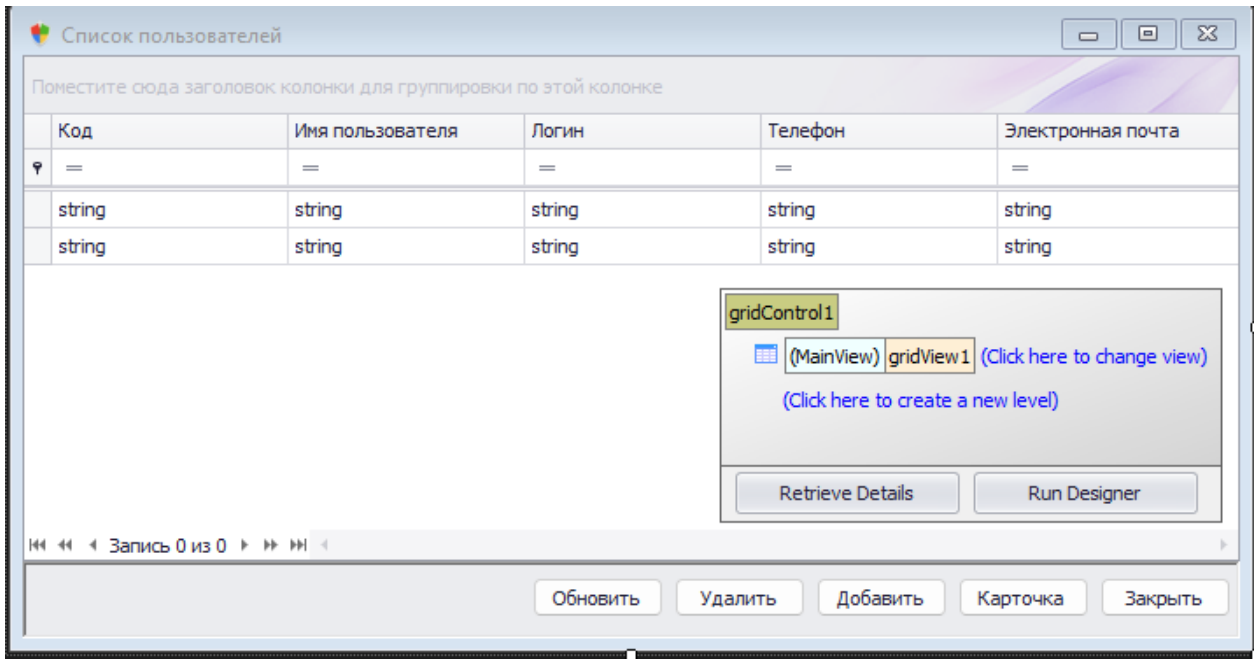 Список пользователей
Поместите сюда заголовок колонки для группировки по этой колонке
Код Имя пользователя Логин Телефон Электронная почта
= = = = =
string string string string string
string string string string string
gridControl1
(MainView) gridView1 (Click here to change view)
(Click here to create a new level)
Retrieve Details Run Designer
Запись 0 из 0
Обновить Удалить Добавить Карточка Закрыть